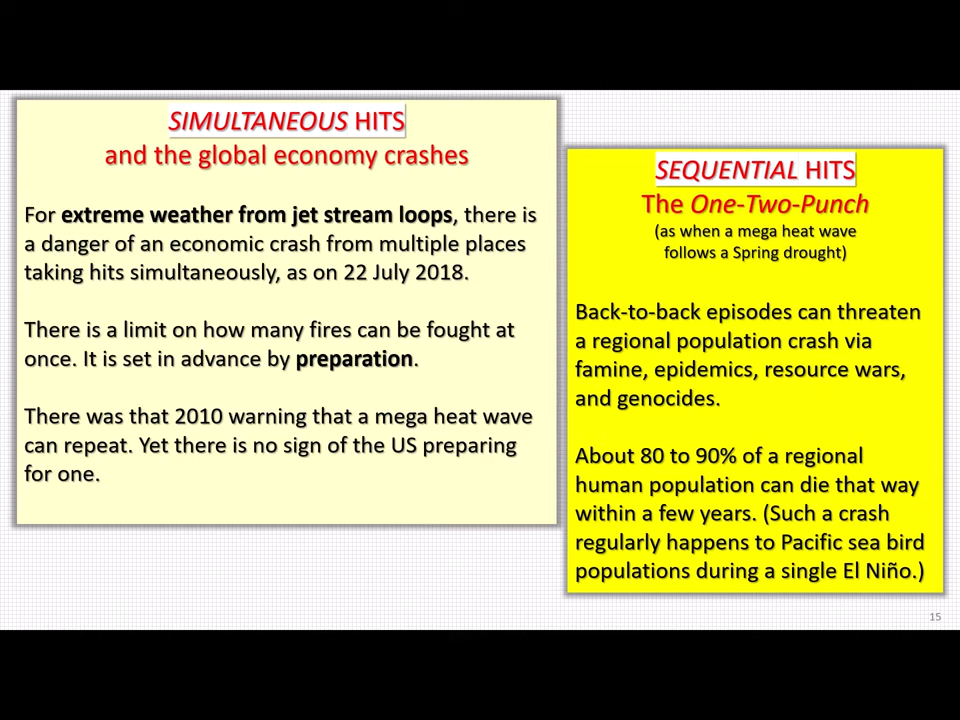 SIMULTANEOUS HITS
and the global economy crashes
For extreme weather from jet stream loops, there is
a danger of an economic crash from multiple places
taking hits simultaneously, as on 22 July 2018.
There is a limit on how many fires can be fought at
once. It is set in advance by preparation.
There was that 2010 warning that a mega heat wave
can repeat. Yet there is no sign of the US preparing
for one.
SEQUENTIAL HITS
The One-Two-Punch
(as when a mega heat wave
follows a Spring drought)
Back-to-back episodes can threaten
a regional population crash via
famine, epidemics, resource wars,
and genocides.
About 80 to 90% of a regional
human population can die that way
within a few years. (Such a crash
regularly happens to Pacific sea bird
populations during a single El Niño.)
15